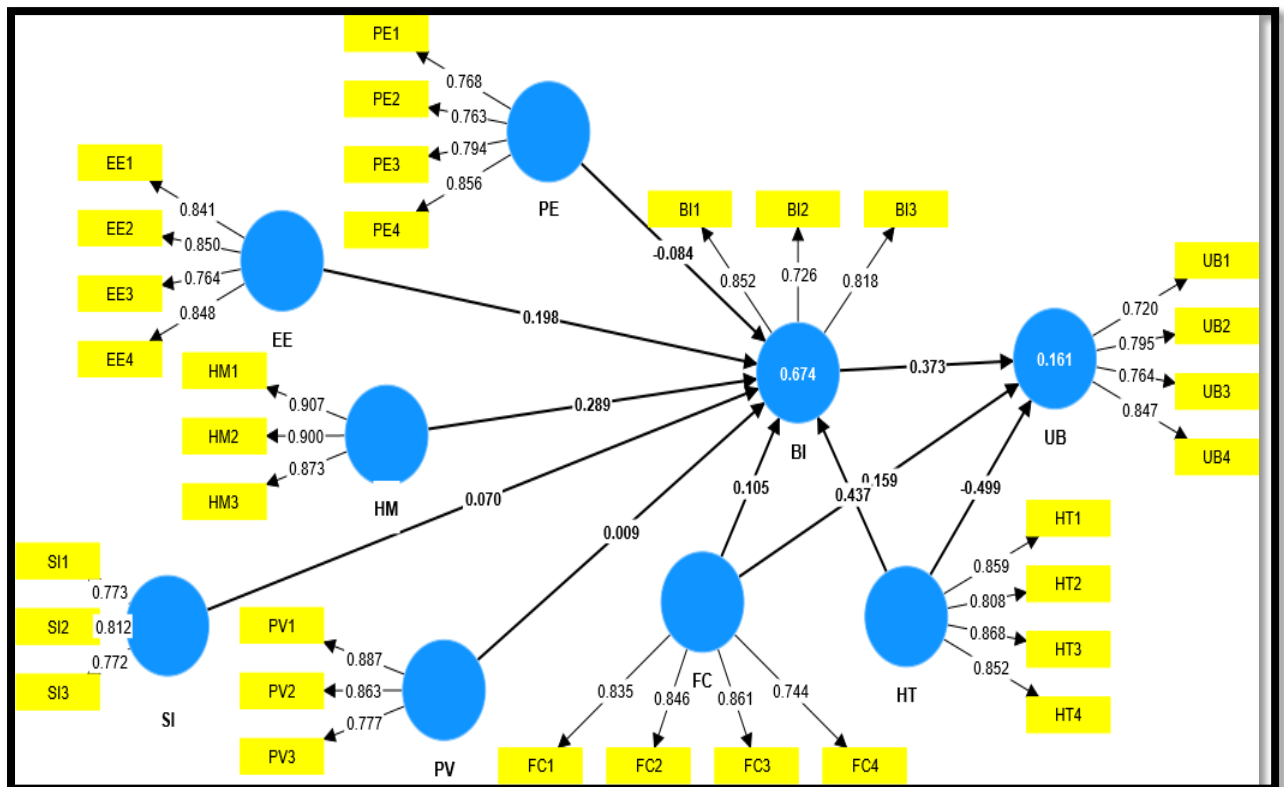 PE1
PE2
PE3
PE4
0.768
0.763
0.794
0.856
PE
EE1
EE2
EE3
EE4
0.841
0.850
0.764
0.848
EE
HM1
HM2
HM3
0.907
0.900
0.873
HM
SI1
SI2
SI3
0.773
0.812
0.772
SI
PV1
PV2
PV3
0.887
0.863
0.777
PV
-0.084
0.198
0.289
0.070
0.009
BI1
BI2
BI3
0.852
0.726
0.818
0.674
BI
0.373
0.105
0.437
0.159
-0.499
0.161
UB
UB1
UB2
UB3
UB4
0.720
0.795
0.764
0.847
FC
0.835
0.846
0.861
0.744
FC1
FC2
FC3
FC4
HT
0.859
0.808
0.868
0.852
HT1
HT2
HT3
HT4